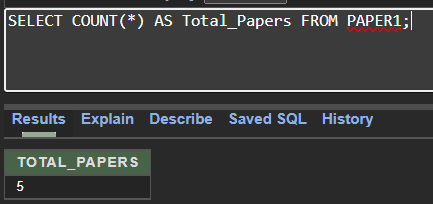 SELECT COUNT(*) AS Total_Papers FROM PAPER1;
Results Explain Describe Saved SQL History
TOTAL_PAPERS
5